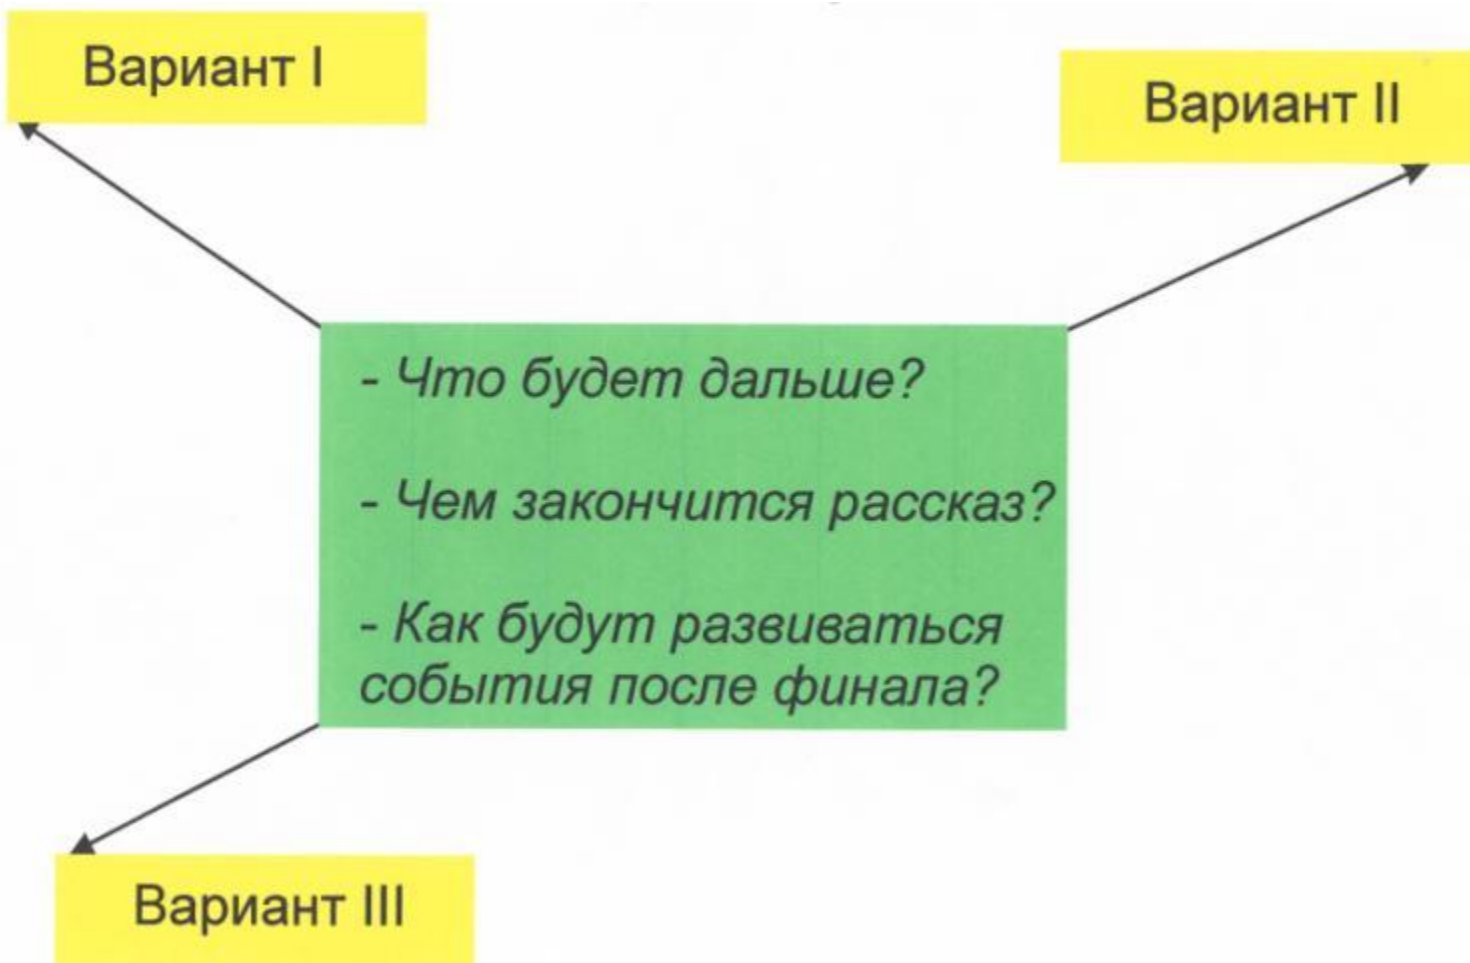 Вариант I
Вариант II
- Что будет дальше?
- Чем закончится рассказ?
- Как будут развиваться
события после финала?
Вариант III